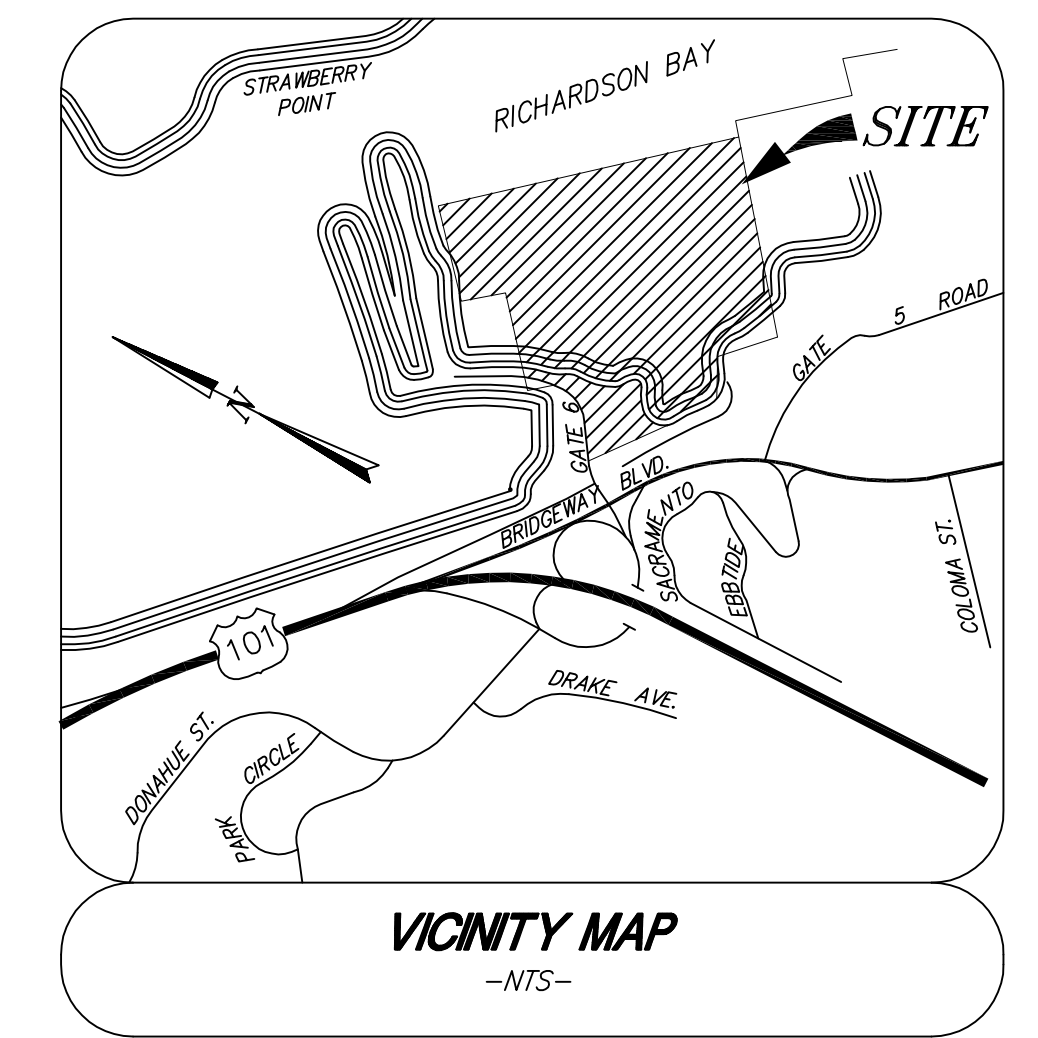 STRAWBERRY
POINT
RICHARDSON BAY
SITE
GATE 5 ROAD
N
GATE 6
BRIDGEWAY BLVD.
SACRAMENTO
EBBTIDE
COLOMA ST.
101
DRAKE AVE.
DONAHUE ST.
PARK CIRCLE
VICINITY MAP
-NTS-